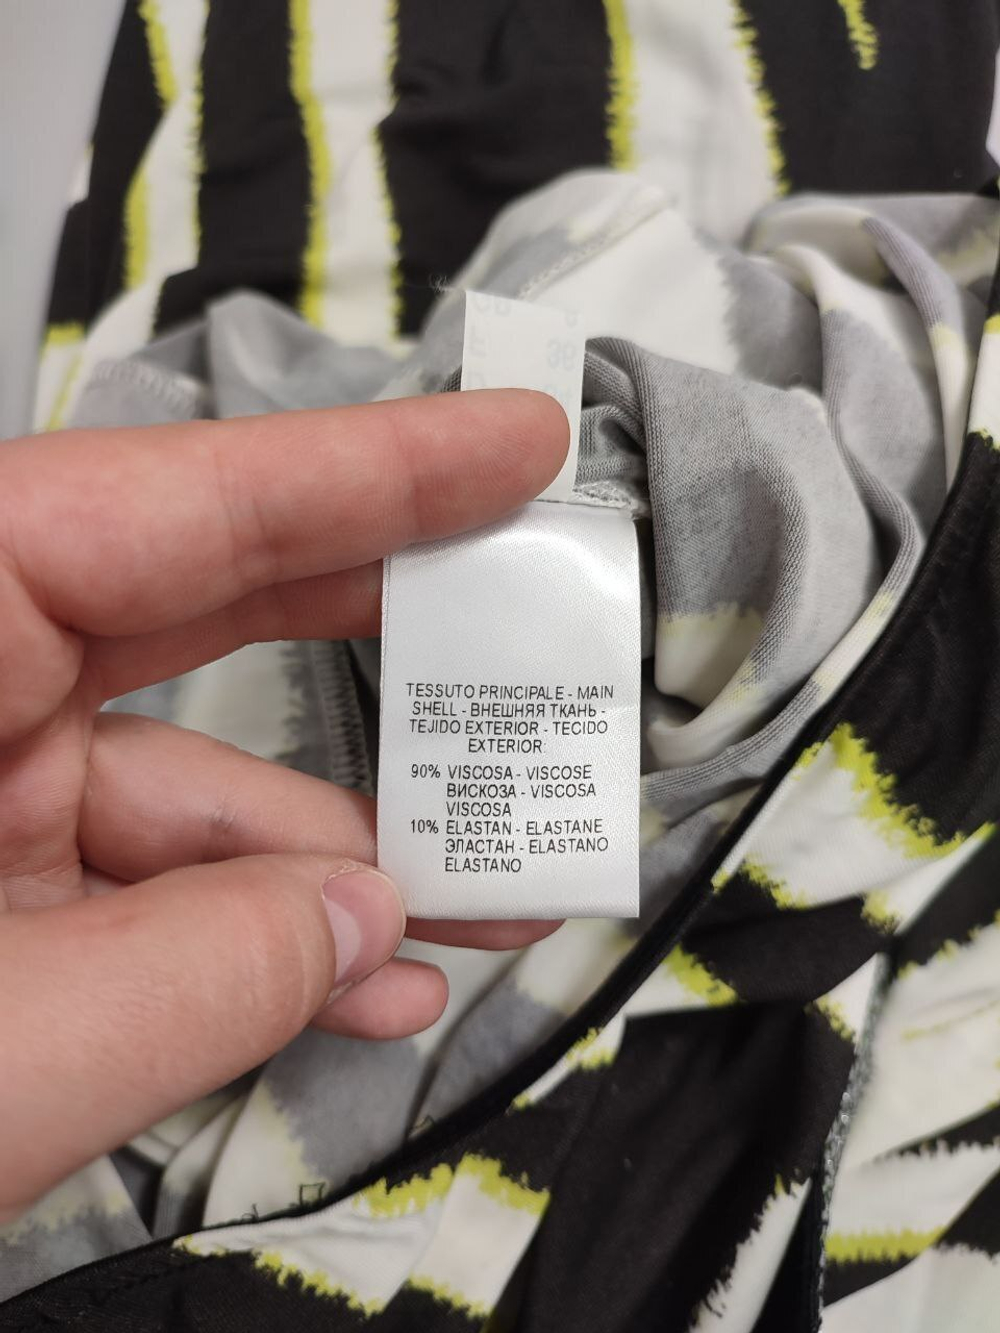 TESSUTO PRINCIPALE - MAIN
SHELL - ВНЕШНЯЯ ТКАНЬ -
TEJIDO EXTERIOR - TECIDO
EXTERIOR
90% VISCOSA - VISCOSE
ВИСКОЗА - VISCOSA
VISCOSA
10% ELASTAN - ELASTANE
ЭЛАСТАН - ELASTANO
ELASTANO